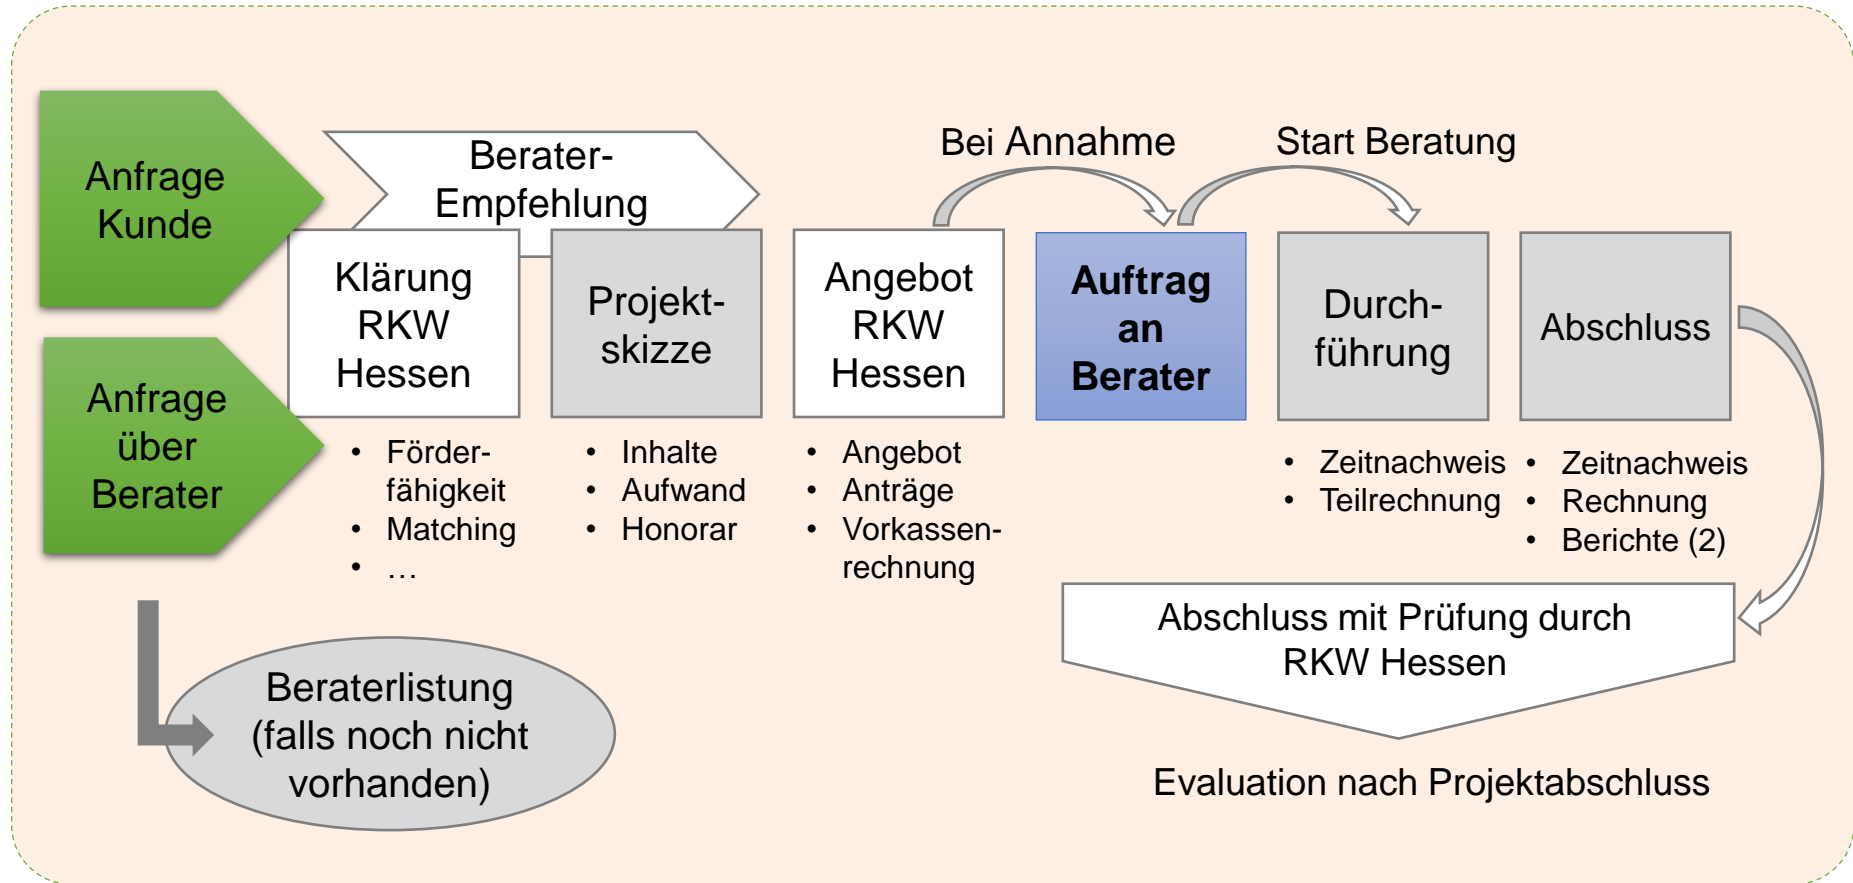 Anfrage
Kunde
Anfrage
über
Berater
Berater-
Empfehlung
Klärung
RKW
Hessen
• Förder-
fähigkeit
• Matching
• …
Projekt-
skizze
• Inhalte
• Aufwand
• Honorar
Bei Annahme
Angebot
RKW
Hessen
• Angebot
• Anträge
• Vorkassen-
rechnung
Auftrag
an
Berater
Start Beratung
Durch-
führung
• Zeitnachweis
• Teilrechnung
Abschluss
• Zeitnachweis
• Rechnung
• Berichte (2)
Beraterlistung
(falls noch nicht
vorhanden)
Abschluss mit Prüfung durch
RKW Hessen
Evaluation nach Projektabschluss